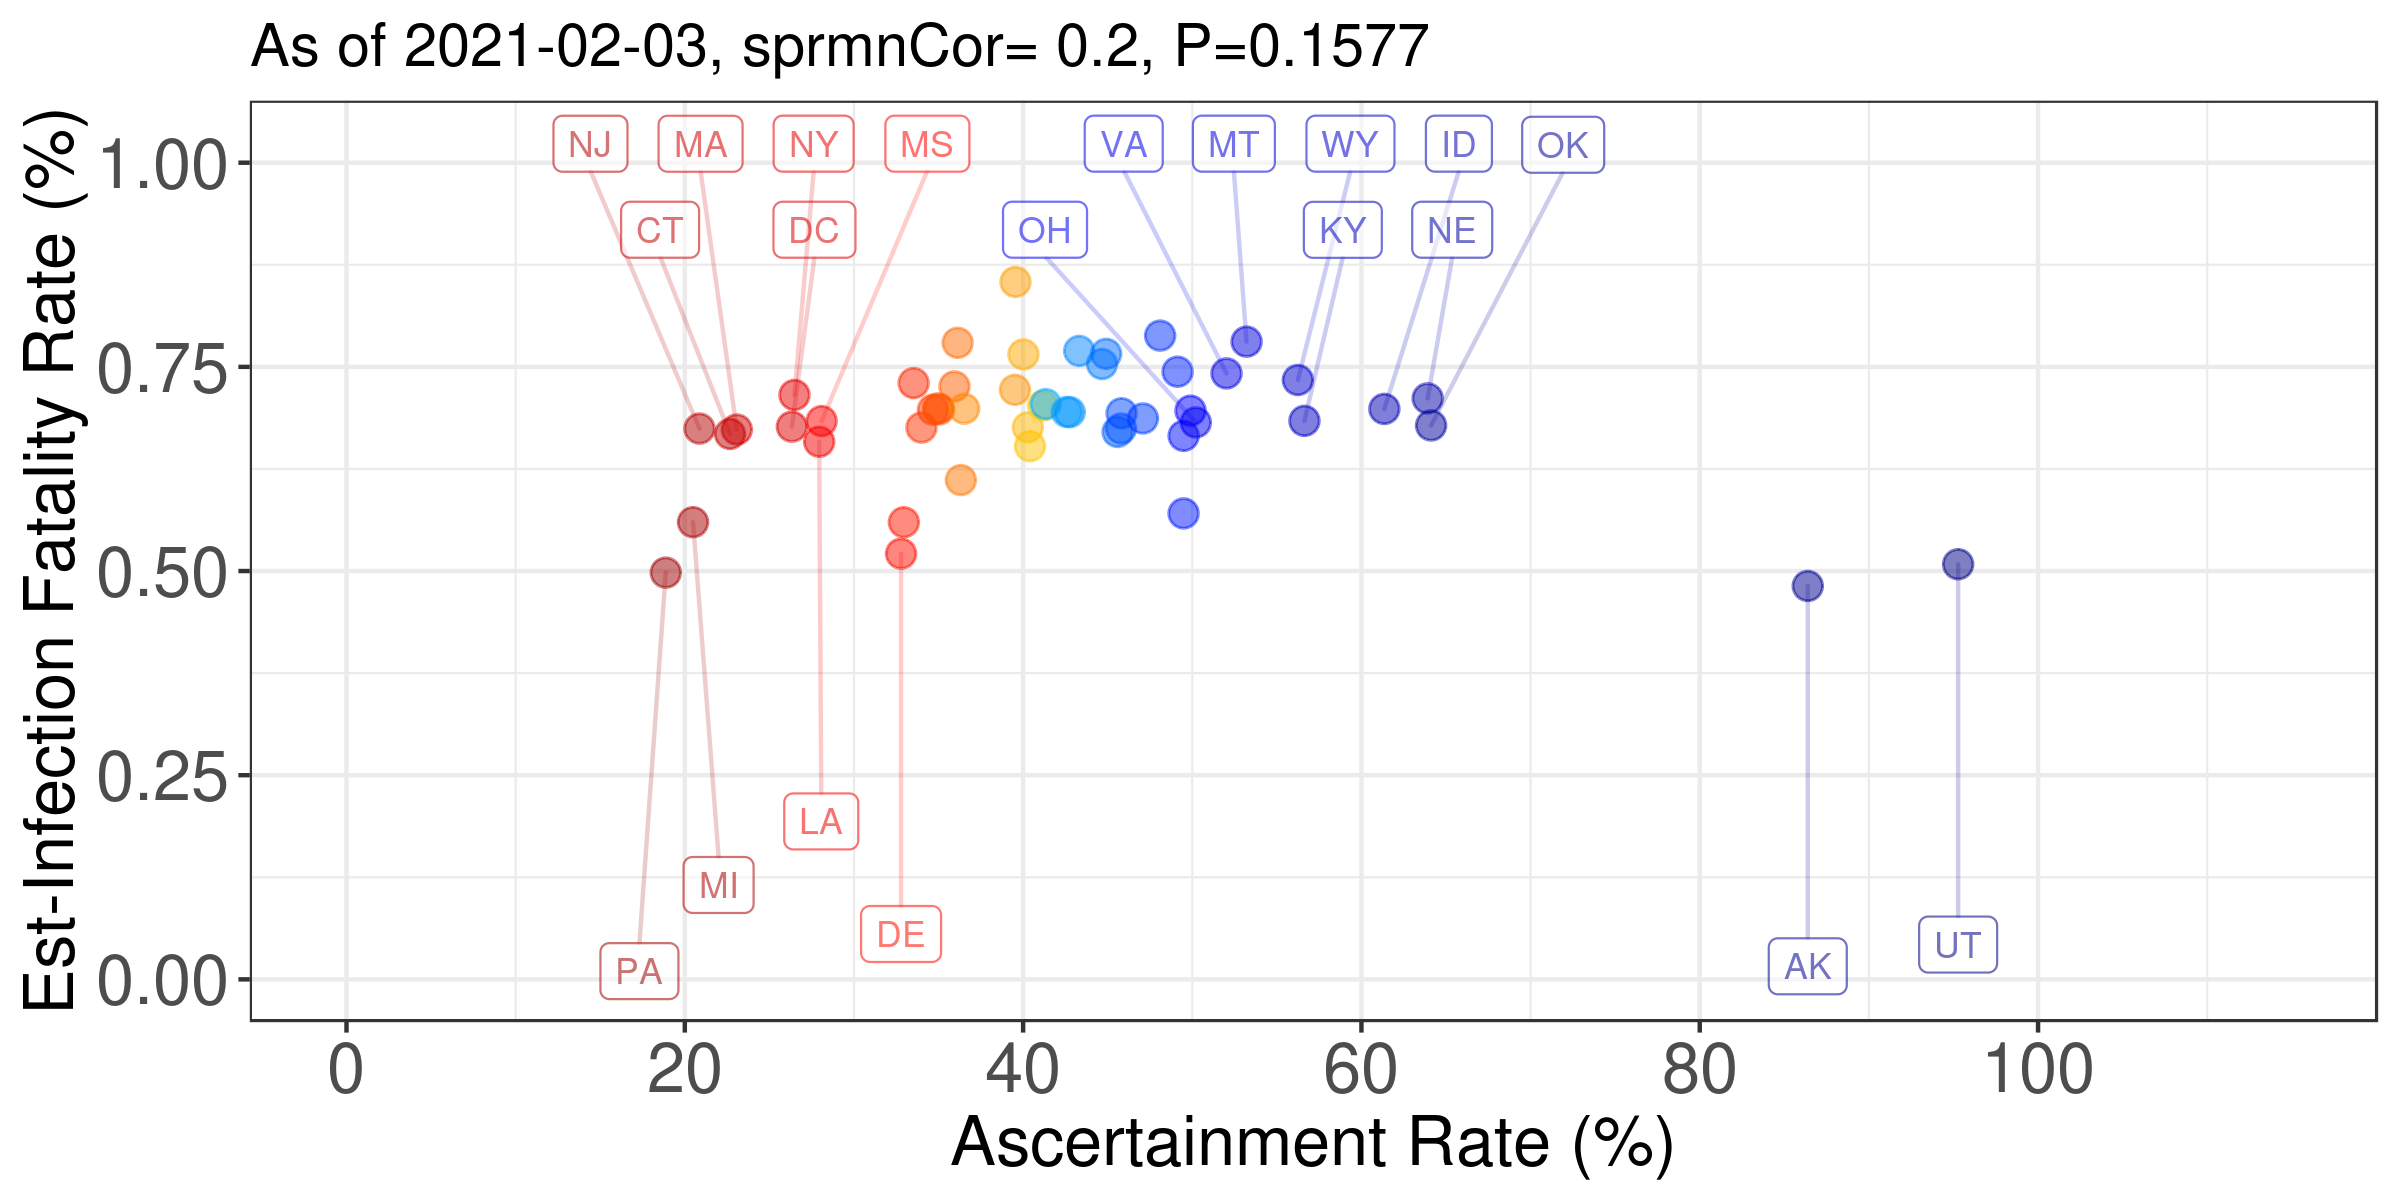 As of 2021-02-03, sprmnCor= 0.2, P=0.1577
Est-Infection Fatality Rate (%)
1.00
0.75
0.50
0.25
0.00
NJ MA NY MS VA MT WY ID OK
CT DC OH KY NE
LA
MI
DE
PA
AK
UT
0 20 40 60 80 100
Ascertainment Rate (%)